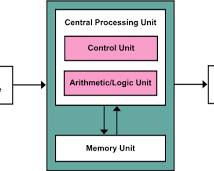 Central Processing Unit
Control Unit
Arithmetic/Logic Unit
Memory Unit